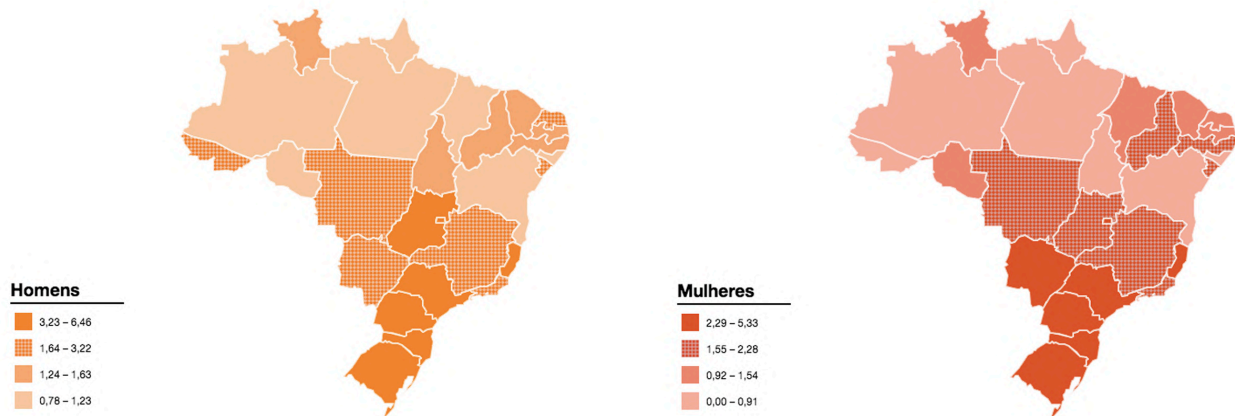 Homens
3,23 – 6,46
1,64 – 3,22
1,24 – 1,63
0,78 – 1,23
Mulheres
2,29 – 5,33
1,55 – 2,28
0,92 – 1,54
0,00 – 0,91